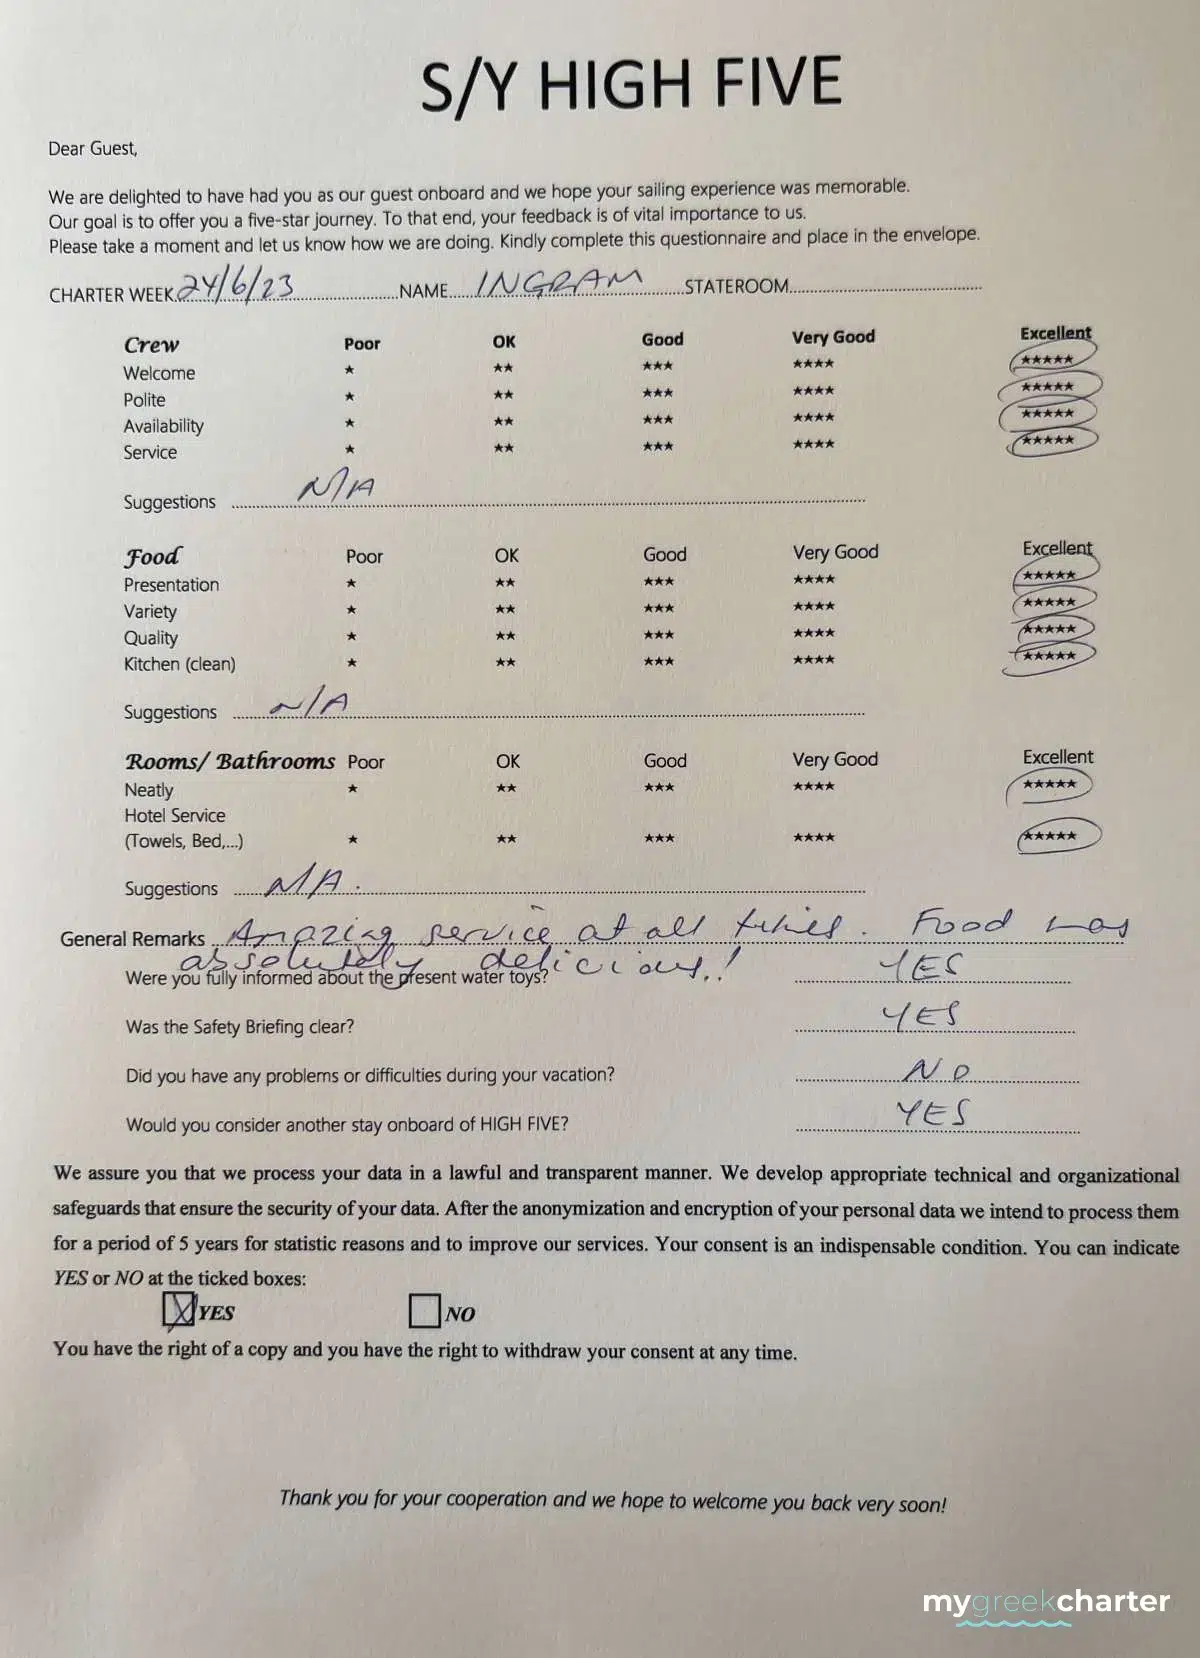 S/Y HIGH FIVE
Dear Guest,
We are delighted to have had you as our guest onboard and we hope your sailing experience was memorable.
Our goal is to offer you a five-star journey. To that end, your feedback is of vital importance to us.
Please take a moment and let us know how we are doing. Kindly complete this questionnaire and place in the envelope.
CHARTER WEEK 24/6/23 NAME INGRAM STATEROOM
Crew Poor OK Good Very Good Excellent
Welcome ★ ★★ ★★★ ★★★★ ★★★★★
Polite ★ ★★ ★★★ ★★★★ ★★★★★
Availability ★ ★★ ★★★ ★★★★ ★★★★★
Service ★ ★★ ★★★ ★★★★ ★★★★★
Suggestions N/A
Food Poor OK Good Very Good Excellent
Presentation ★ ★★ ★★★ ★★★★ ★★★★★
Variety ★ ★★ ★★★ ★★★★ ★★★★★
Quality ★ ★★ ★★★ ★★★★ ★★★★★
Kitchen (clean) ★ ★★ ★★★ ★★★★ ★★★★★
Suggestions N/A
Rooms/ Bathrooms Poor OK Good Very Good Excellent
Neatly ★ ★★ ★★★ ★★★★ ★★★★★
Hotel Service
(Towels, Bed,...) ★ ★★ ★★★ ★★★★ ★★★★★
Suggestions N/A.
General Remarks Amazing service at all times. Food was
absolutely delicious!
Were you fully informed about the present water toys? YES
Was the Safety Briefing clear? YES
Did you have any problems or difficulties during your vacation? NO
Would you consider another stay onboard of HIGH FIVE? YES
We assure you that we process your data in a lawful and transparent manner. We develop appropriate technical and organizational
safeguards that ensure the security of your data. After the anonymization and encryption of your personal data we intend to process them
for a period of 5 years for statistic reasons and to improve our services. Your consent is an indispensable condition. You can indicate
YES or NO at the ticked boxes:
X YES NO
You have the right of a copy and you have the right to withdraw your consent at any time.
Thank you for your cooperation and we hope to welcome you back very soon!
mygreekcharter